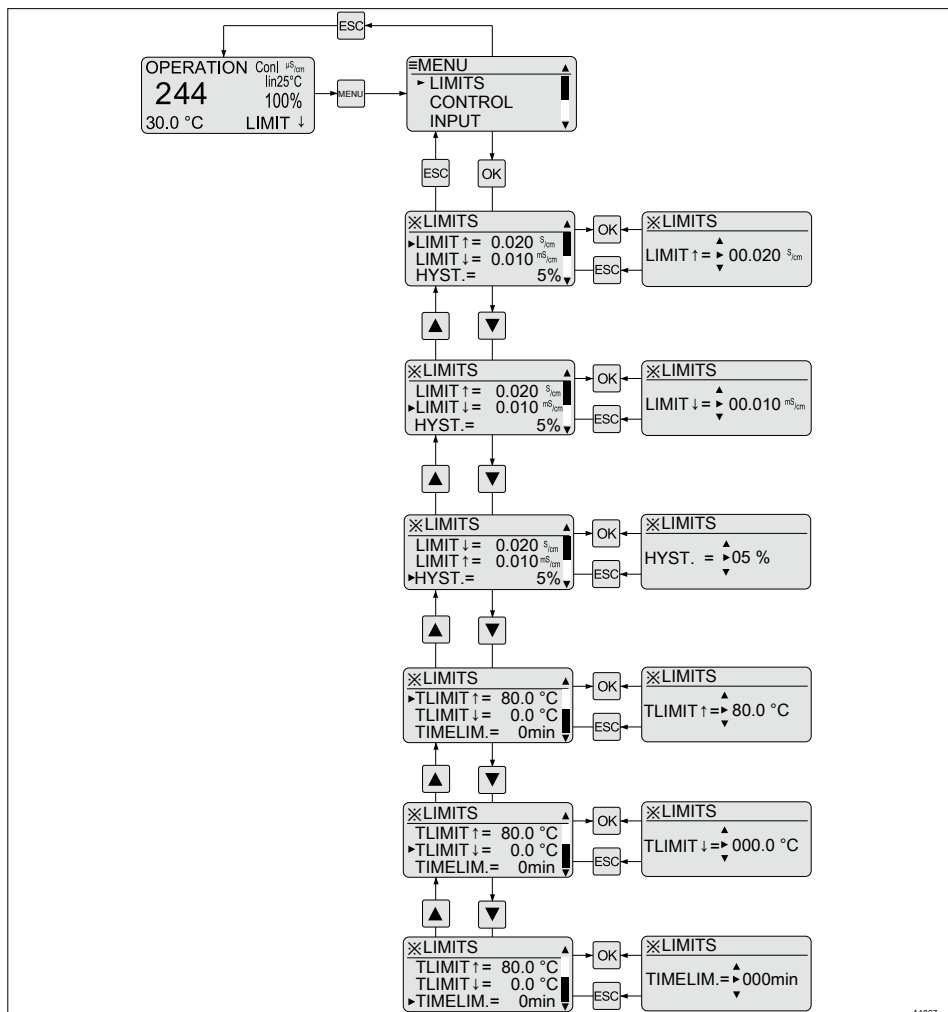 ESC
OPERATION Con| µS/cm
lin25°C
244 100%
30.0 °C LIMIT ↓
MENU
≡MENU ▲
► LIMITS
CONTROL
INPUT ▼
ESC
OK
※LIMITS ▲
►LIMIT↑= 0.020 S/cm
LIMIT↓= 0.010 mS/cm
HYST.= 5% ▼
OK
ESC
※LIMITS
▲
LIMIT↑= ► 00.020 S/cm
▼
▲ ▼
※LIMITS ▲
LIMIT↑= 0.020 S/cm
►LIMIT↓= 0.010 mS/cm
HYST.= 5% ▼
OK
ESC
※LIMITS
▲
LIMIT↓= ► 00.010 mS/cm
▼
▲ ▼
※LIMITS ▲
LIMIT↓= 0.020 S/cm
LIMIT↑= 0.010 mS/cm
►HYST.= 5% ▼
OK
ESC
※LIMITS
▲
HYST. = ►05 %
▼
▲ ▼
※LIMITS ▲
►TLIMIT↑= 80.0 °C
TLIMIT↓= 0.0 °C
TIMELIM.= 0min ▼
OK
ESC
※LIMITS
▲
TLIMIT↑=► 80.0 °C
▼
▲ ▼
※LIMITS ▲
TLIMIT↑= 80.0 °C
►TLIMIT↓= 0.0 °C
TIMELIM.= 0min ▼
OK
ESC
※LIMITS
▲
TLIMIT↓=► 000.0 °C
▼
▲ ▼
※LIMITS ▲
TLIMIT↑= 80.0 °C
TLIMIT↓= 0.0 °C
►TIMELIM.= 0min ▼
OK
ESC
※LIMITS
▲
TIMELIM.=►000min
▼